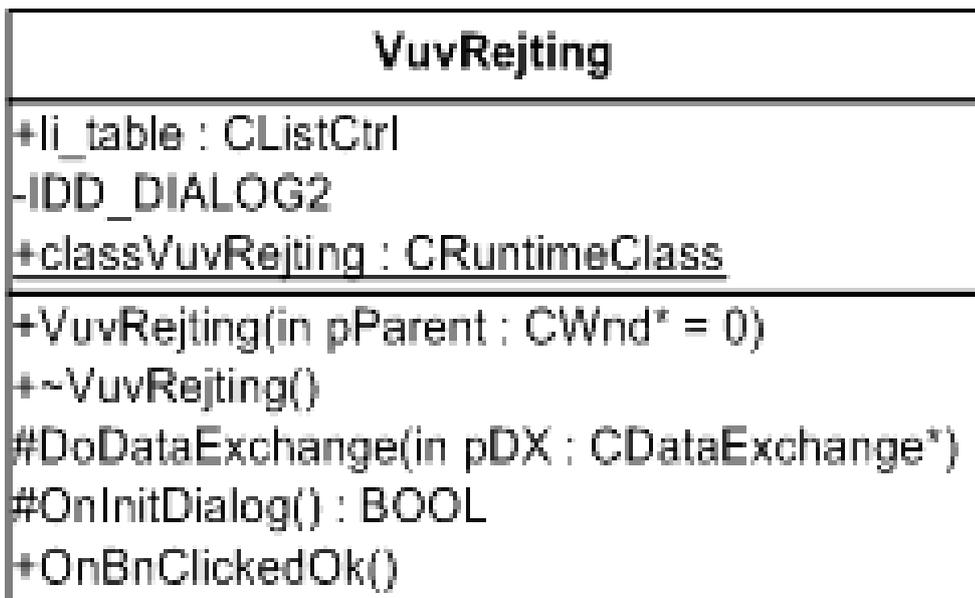 VuvRejting
+li_table : CListCtrl
-IDD_DIALOG2
+classVuvRejting : CRuntimeClass
+VuvRejting(in pParent : CWnd* = 0)
+~VuvRejting()
#DoDataExchange(in pDX : CDataExchange*)
#OnInitDialog() : BOOL
+OnBnClickedOk()